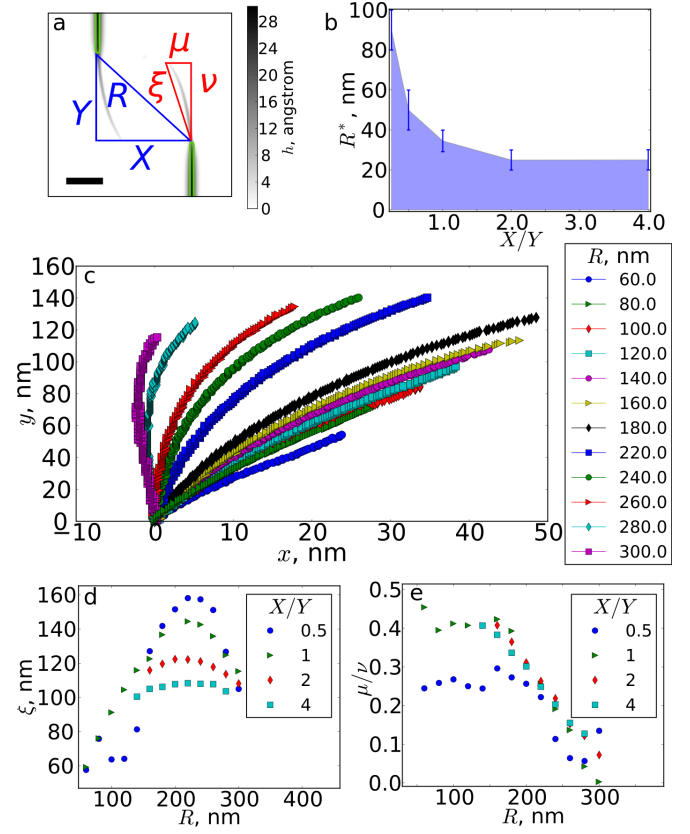 a
μ
ξ
ν
Y
R
X
28
24
20
16
12
8
4
0
h, angstrom
b
100
80
60
40
20
0
R*, nm
1.0 2.0 3.0 4.0
X/Y
c
160
140
120
100
80
60
40
20
0
y, nm
−10 0 10 20 30 40 50
x, nm
R, nm
60.0
80.0
100.0
120.0
140.0
160.0
180.0
220.0
240.0
260.0
280.0
300.0
d
160
140
120
100
80
60
ξ, nm
100 200 300 400
R, nm
X/Y
0.5
1
2
4
e
0.5
0.4
0.3
0.2
0.1
0.0
μ/ν
100 200 300 400
R, nm
X/Y
0.5
1
2
4